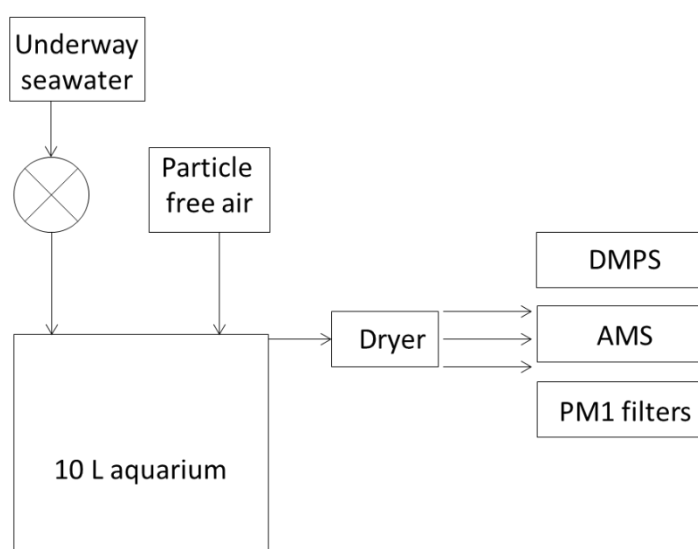 Underway
seawater
Particle
free air
DMPS
Dryer
AMS
PM1 filters
10 L aquarium